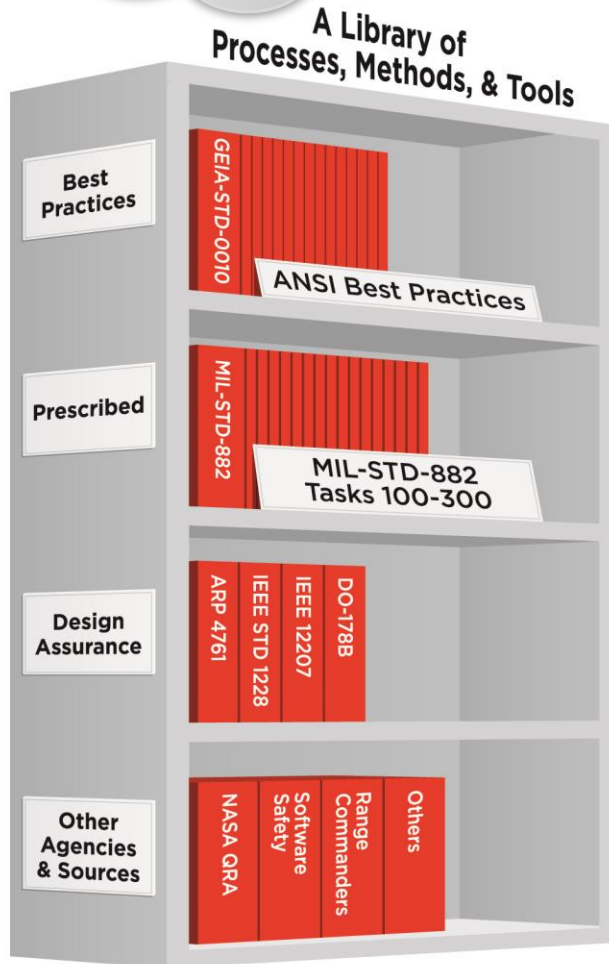 A Library of
Processes, Methods, & Tools
Best
Practices
GEIA-STD-0010
ANSI Best Practices
Prescribed
MIL-STD-882
MIL-STD-882
Tasks 100-300
Design
Assurance
ARP 4761
IEEE STD 1228
IEEE 12207
DO-178B
Other
Agencies
& Sources
NASA QRA
Software
Safety
Range
Commanders
Others